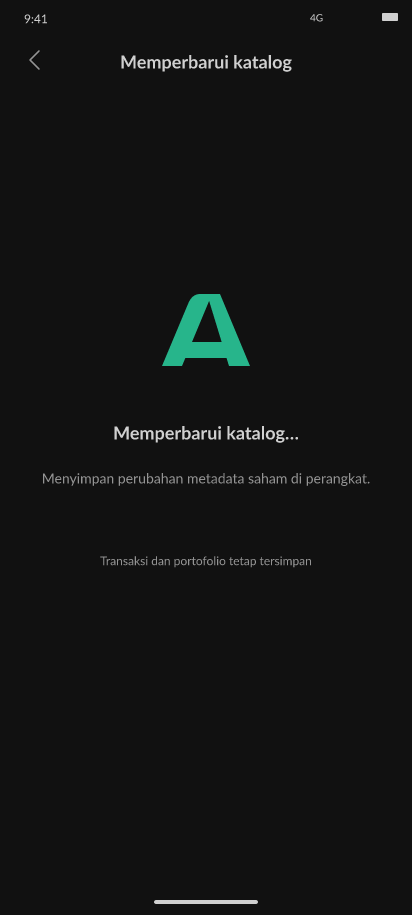 9:41
4G
Memperbarui katalog
Memperbarui katalog...
Menyimpan perubahan metadata saham di perangkat.
Transaksi dan portofolio tetap tersimpan